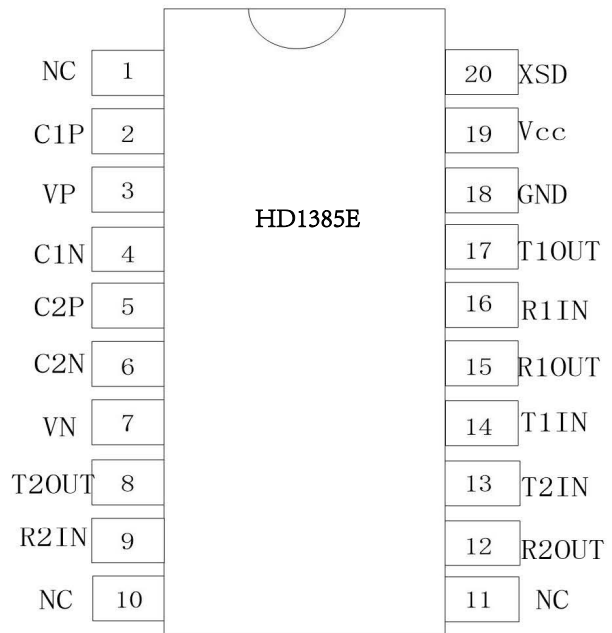 NC 1 20 XSD
C1P 2 19 Vcc
VP 3 18 GND
HD1385E
C1N 4 17 T1OUT
C2P 5 16 R1IN
C2N 6 15 R1OUT
VN 7 14 T1IN
T2OUT 8 13 T2IN
R2IN 9 12 R2OUT
NC 10 11 NC